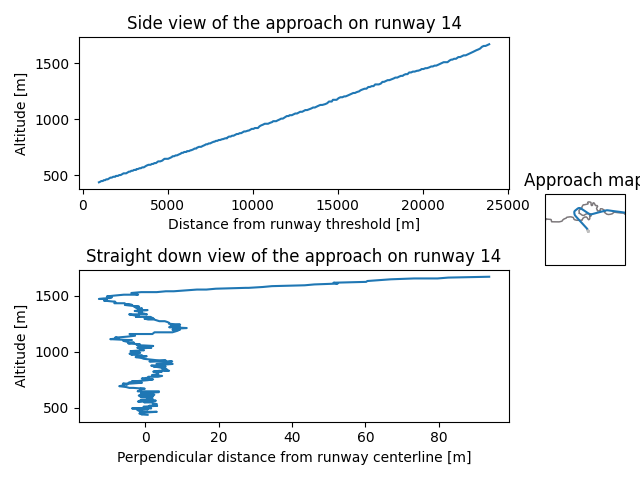 Side view of the approach on runway 14
Altitude [m]
1500
1000
500
0 5000 10000 15000 20000 25000
Distance from runway threshold [m]
Approach map
Straight down view of the approach on runway 14
Altitude [m]
1500
1000
500
0 20 40 60 80
Perpendicular distance from runway centerline [m]